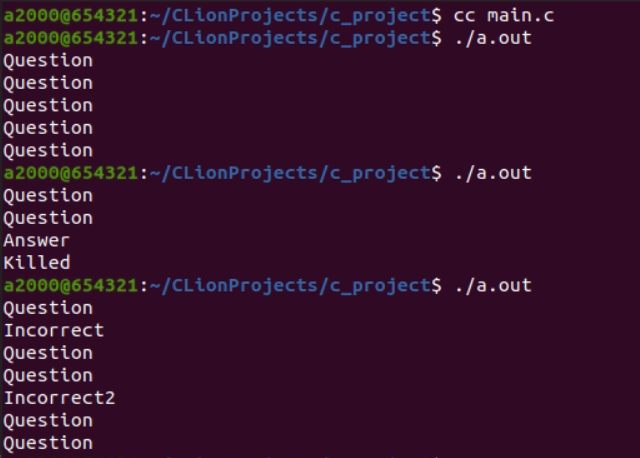 a2000@654321:~/CLionProjects/c_project$ cc main.c
a2000@654321:~/CLionProjects/c_project$ ./a.out
Question
Question
Question
Question
Question
a2000@654321:~/CLionProjects/c_project$ ./a.out
Question
Question
Answer
Killed
a2000@654321:~/CLionProjects/c_project$ ./a.out
Question
Incorrect
Question
Question
Incorrect2
Question
Question